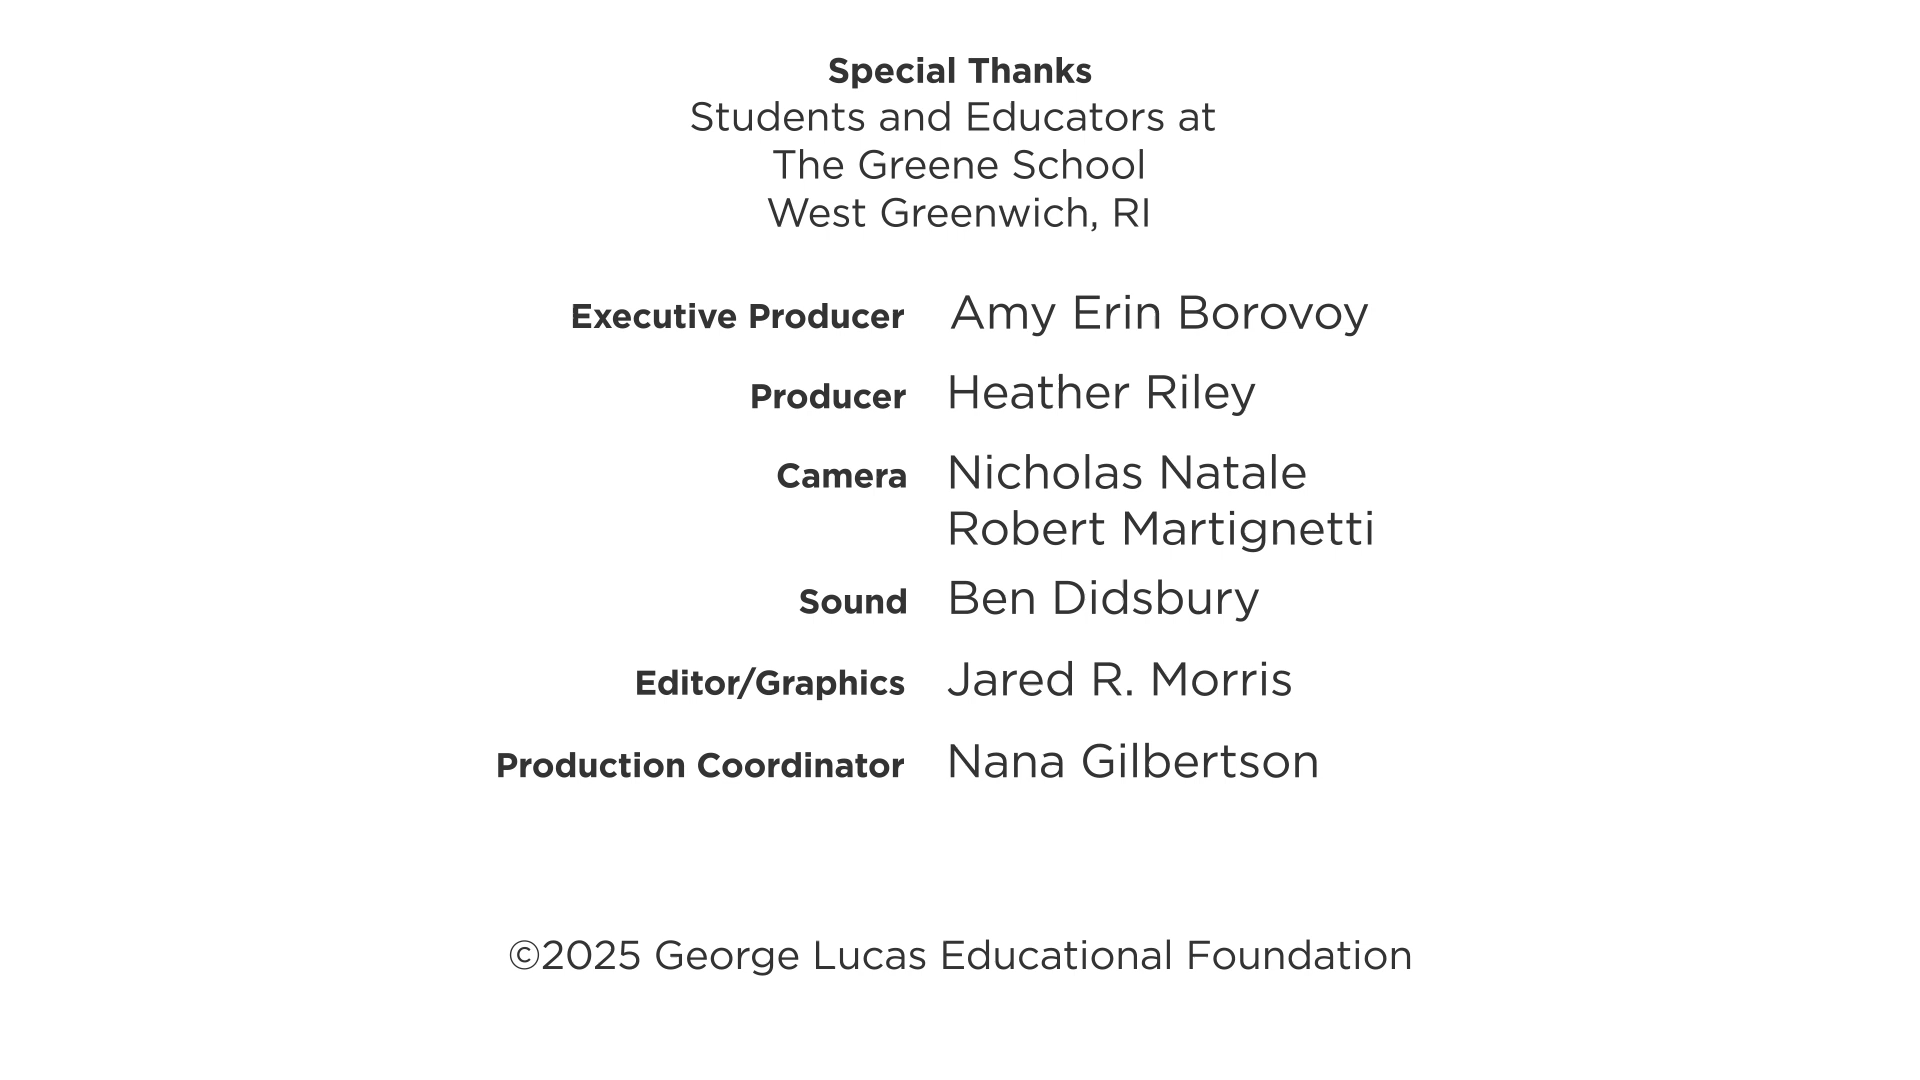 Special Thanks
Students and Educators at
The Greene School
West Greenwich, RI
Executive Producer Amy Erin Borovoy
Producer Heather Riley
Camera Nicholas Natale
Robert Martignetti
Sound Ben Didsbury
Editor/Graphics Jared R. Morris
Production Coordinator Nana Gilbertson
©2025 George Lucas Educational Foundation